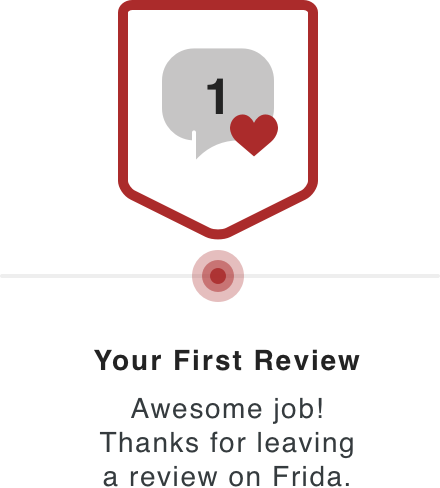 1
Your First Review
Awesome job!
Thanks for leaving
a review on Frida.